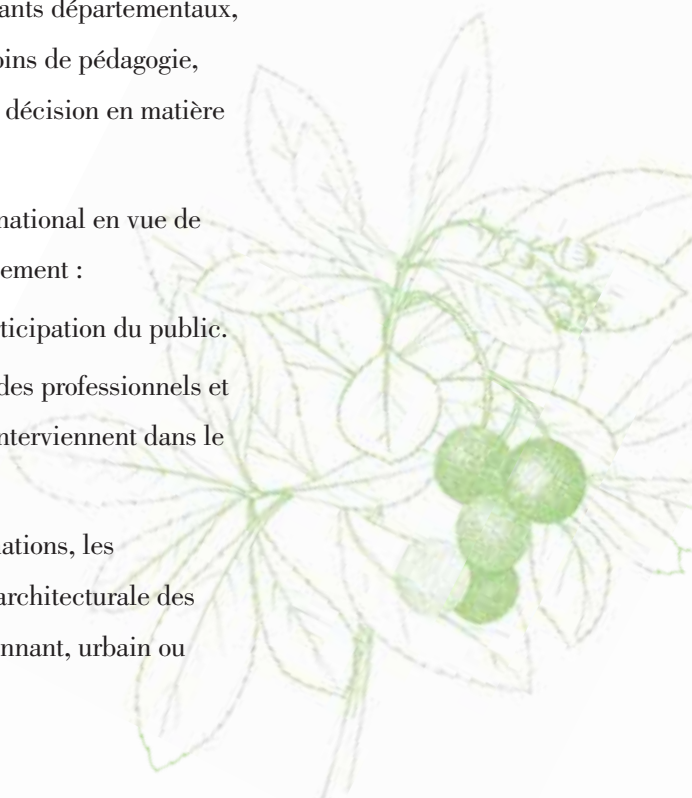 ants départementaux,
oins de pédagogie,
décision en matière
national en vue de
ement :
ticipation du public.
des professionnels et
nterviennent dans le
ations, les
architecturale des
nnant, urbain ou